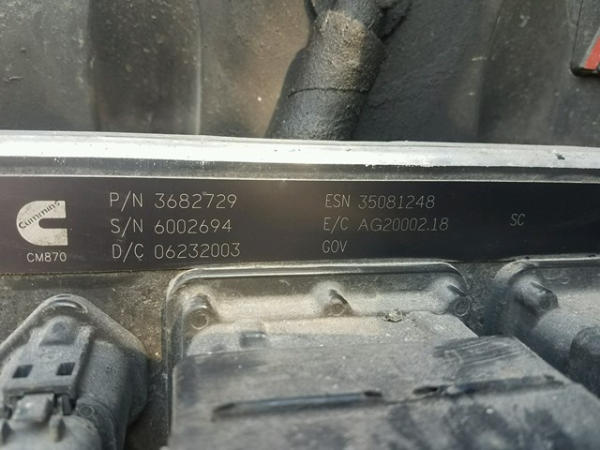 Cummins
CM870
P/N 3682729
S/N 6002694
D/C 06232003
ESN 35081248
E/C AG20002.18
GOV
SC